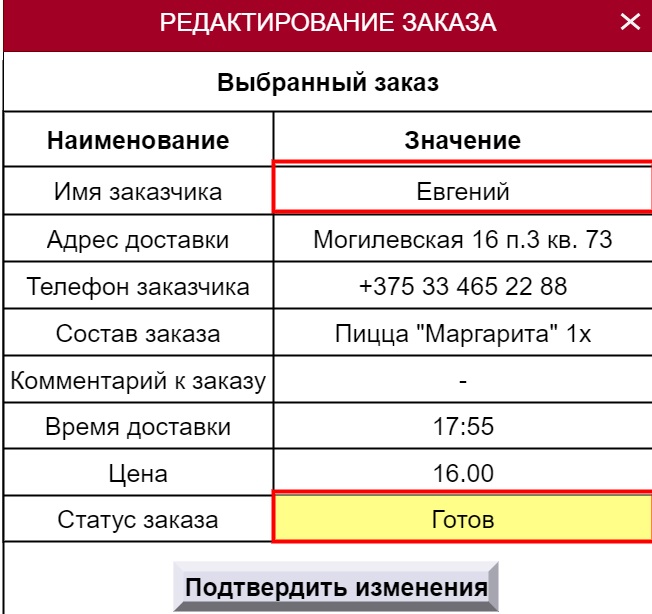 РЕДАКТИРОВАНИЕ ЗАКАЗА ×
Выбранный заказ
Наименование Значение
Имя заказчика Евгений
Адрес доставки Могилевская 16 п.3 кв. 73
Телефон заказчика +375 33 465 22 88
Состав заказа Пицца "Маргарита" 1x
Комментарий к заказу -
Время доставки 17:55
Цена 16.00
Статус заказа Готов
Подтвердить изменения